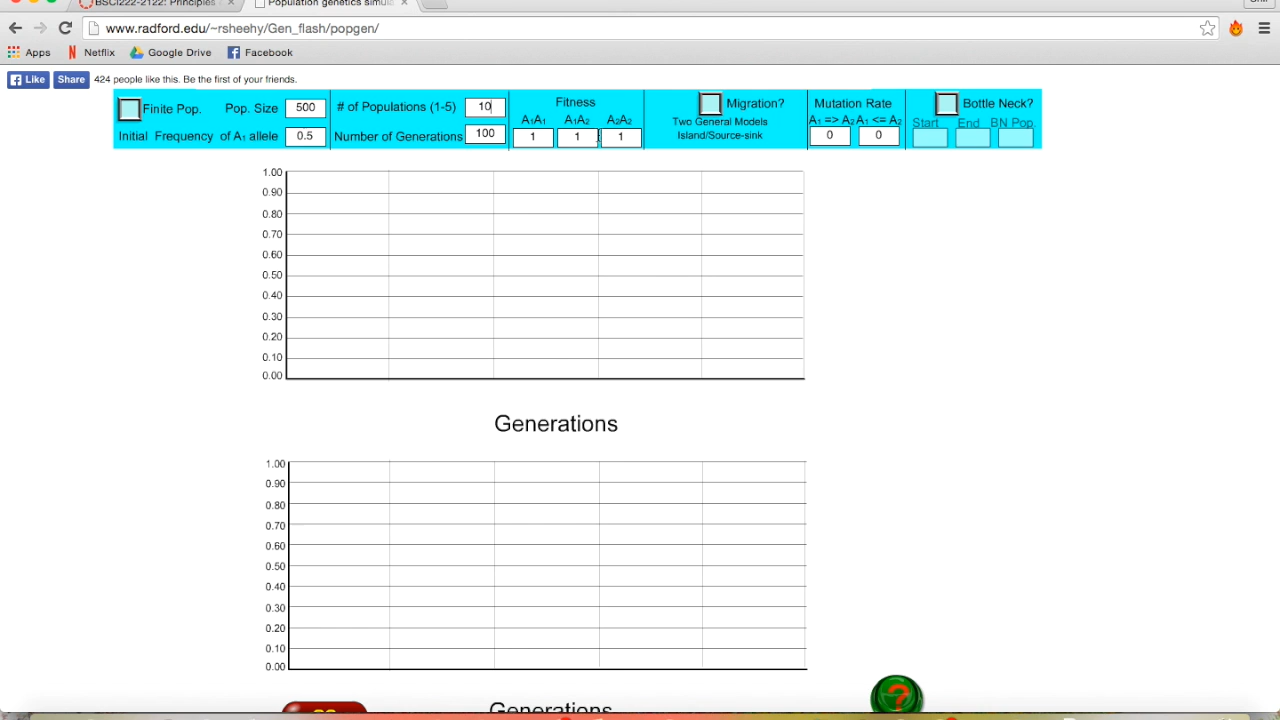 BSCI222-2122: Principles
Population genetics simul
www.radford.edu/~rsheehy/Gen_flash/popgen/
Apps Netflix Google Drive Facebook
Like Share 424 people like this. Be the first of your friends.
Finite Pop. Pop. Size 500
Initial Frequency of A1 allele 0.5
# of Populations (1-5) 10
Number of Generations 100
Fitness
A1A1 A1A2 A2A2
1 1 1
Migration?
Two General Models
Island/Source-sink
Mutation Rate
A1 => A2 A1 <= A2
0 0
Bottle Neck?
Start End BN Pop.
1.00
0.90
0.80
0.70
0.60
0.50
0.40
0.30
0.20
0.10
0.00
Generations
1.00
0.90
0.80
0.70
0.60
0.50
0.40
0.30
0.20
0.10
0.00
Generations
?